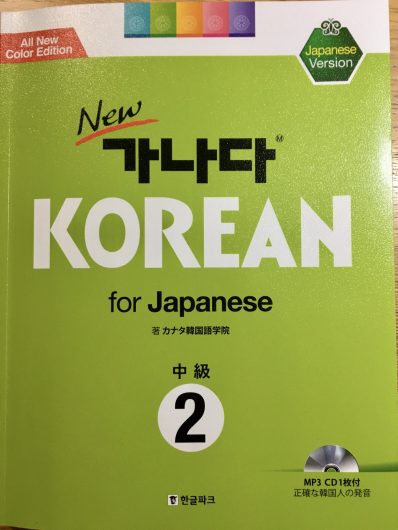 All New
Color Edition
Japanese
Version
New
가나다
KOREAN
for Japanese
著 カナタ韓国語学院
中級
2
MP3 CD1枚付
正確な韓国人の発音
한글파크